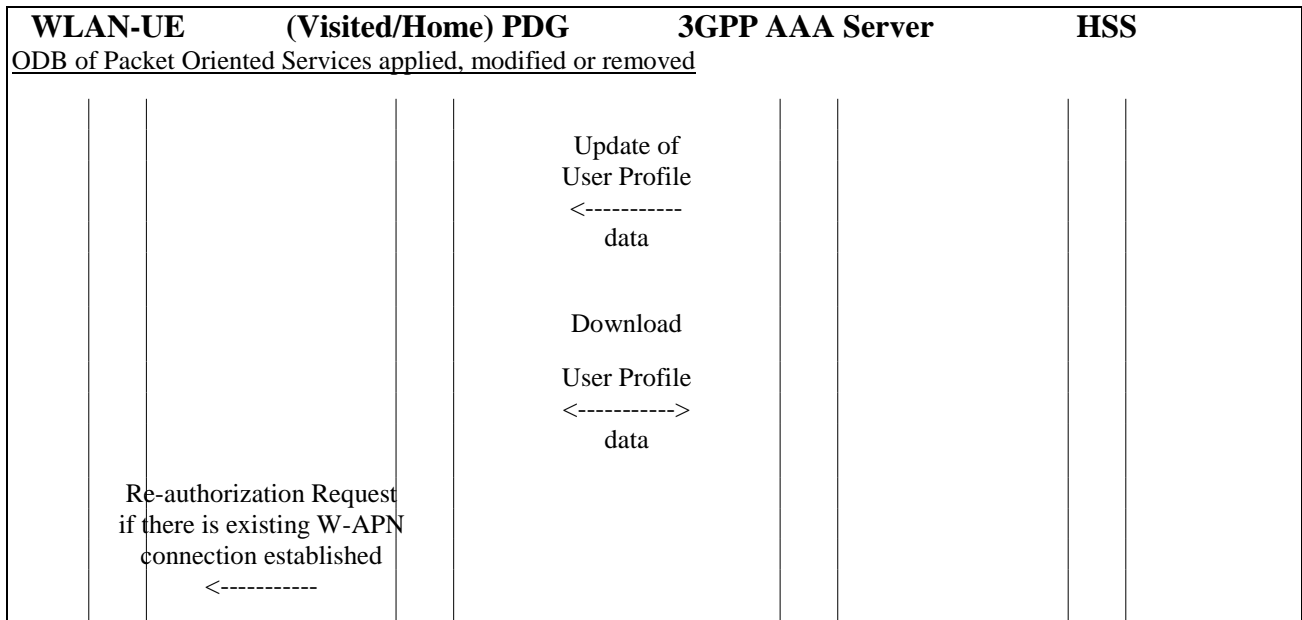 WLAN-UE (Visited/Home) PDG 3GPP AAA Server HSS
ODB of Packet Oriented Services applied, modified or removed
Update of
User Profile
<-----------
data
Download
User Profile
<----------->
data
Re-authorization Request
if there is existing W-APN
connection established
<-----------